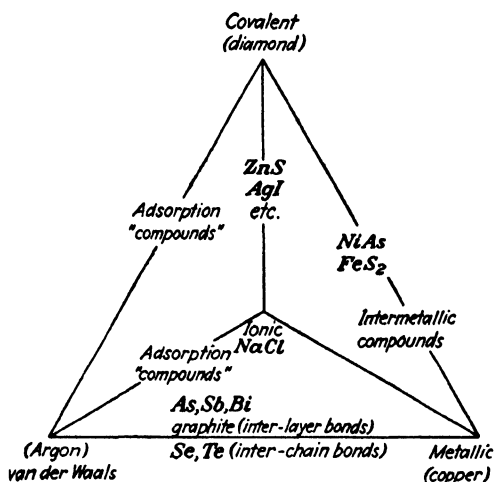 Covalent
(diamond)
ZnS
AgI
etc.
Adsorption
"compounds"
NiAs
FeS2
Intermetallic
compounds
Ionic
NaCl
Adsorption
"compounds"
As,Sb,Bi
graphite (inter-layer bonds)
Se, Te (inter-chain bonds)
(Argon)
van der Waals
Metallic
(copper)